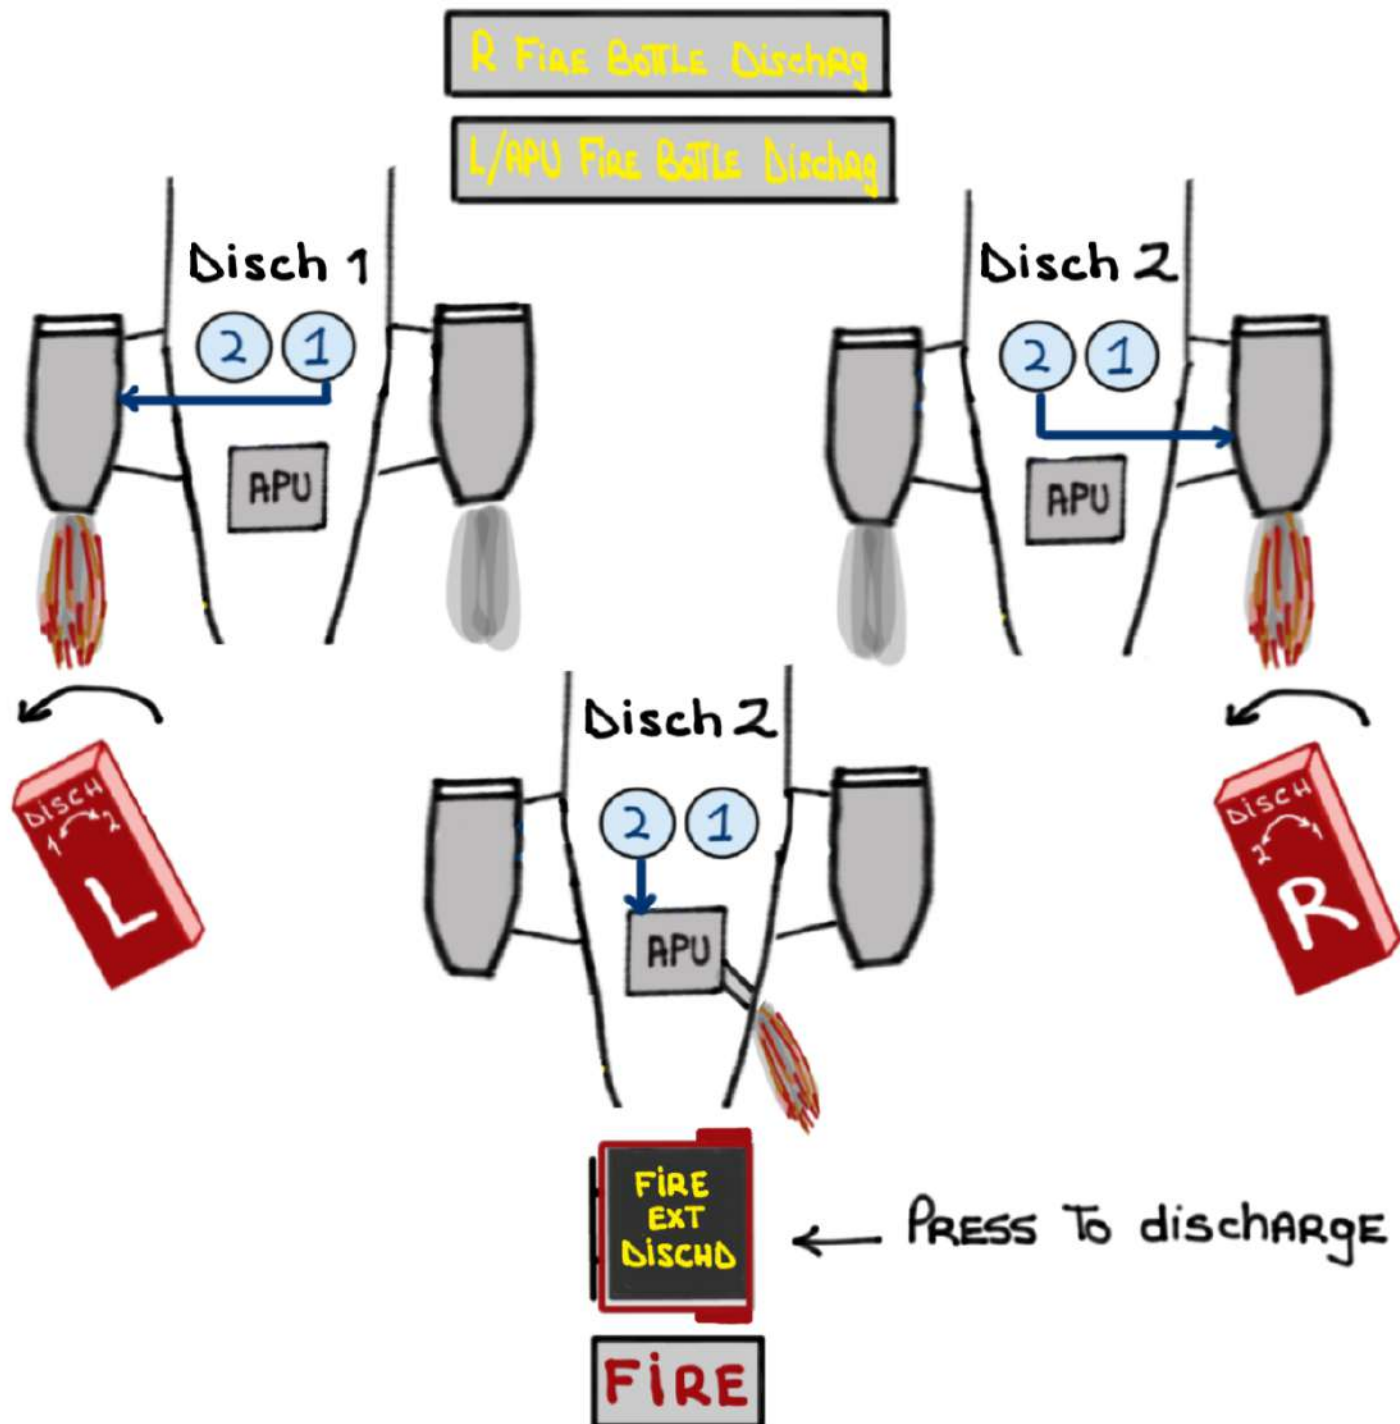 R FiRE BOTTLE DischRg
L/APU FiRE BOTTLE DischRg
Disch 1
2 1
APU
Disch 2
2 1
APU
DiSCH
1 2
L
Disch 2
2 1
APU
DiSCH
2 1
R
FiRE
EXT
DiSCHD
PRESS To dischARgE
FiRE